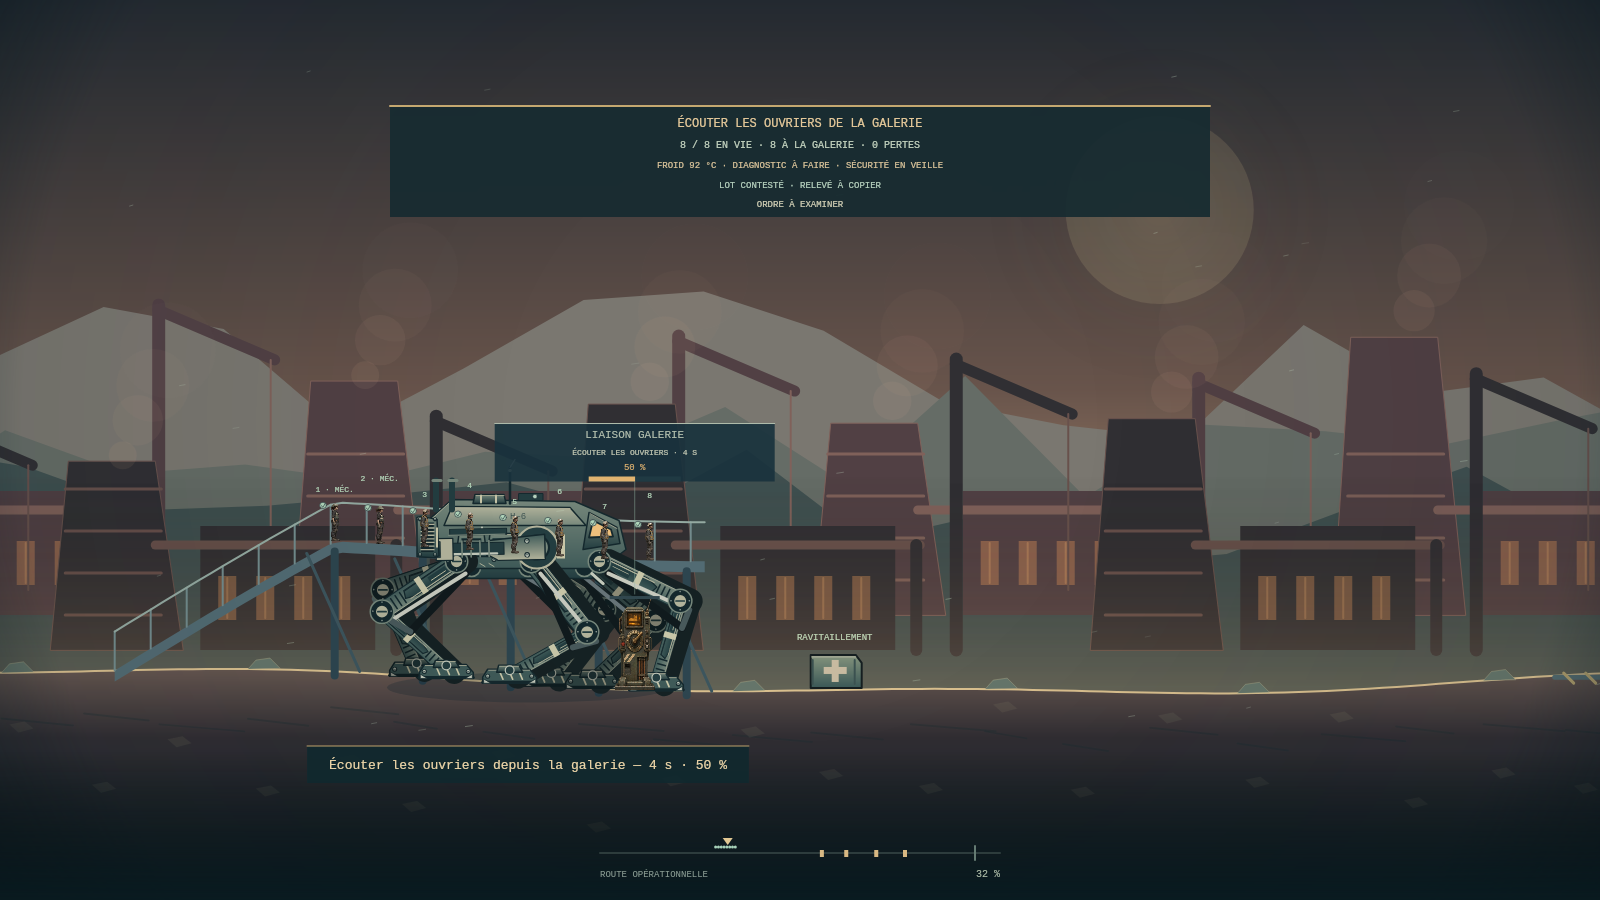 ÉCOUTER LES OUVRIERS DE LA GALERIE
8 / 8 EN VIE · 8 À LA GALERIE · 0 PERTES
FROID 92 °C · DIAGNOSTIC À FAIRE · SÉCURITÉ EN VEILLE
LOT CONTESTÉ · RELEVÉ À COPIER
ORDRE À EXAMINER
LIAISON GALERIE
ÉCOUTER LES OUVRIERS · 4 S
50 %
2 · MÉC.
1 · MÉC.
3
4
5
6
7
8
RAVITAILLEMENT
Écouter les ouvriers depuis la galerie — 4 s · 50 %
ROUTE OPÉRATIONNELLE
32 %